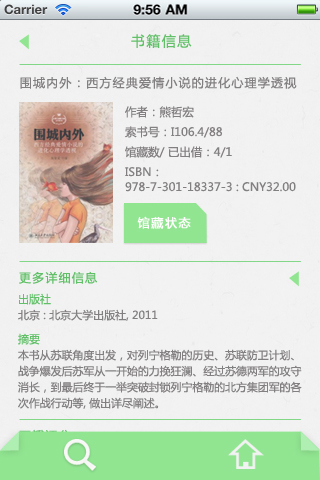 Carrier 9:56 AM
书籍信息
围城内外：西方经典爱情小说的进化心理学透视
围城内外
西方经典爱情小说的
进化心理学透视
作者：熊哲宏
索书号：I106.4/88
馆藏数/ 已出借：4/1
ISBN：
978-7-301-18337-3 : CNY32.00
馆藏状态
更多详细信息
出版社
北京：北京大学出版社, 2011
摘要
本书从苏联角度出发，对列宁格勒的历史、苏联防卫计划、
战争爆发后苏军从一开始的力挽狂澜、经过苏德两军的攻守
消长，到最后终于一举突破封锁列宁格勒的北方集团军的各
次作战行动等, 做出详尽阐述。